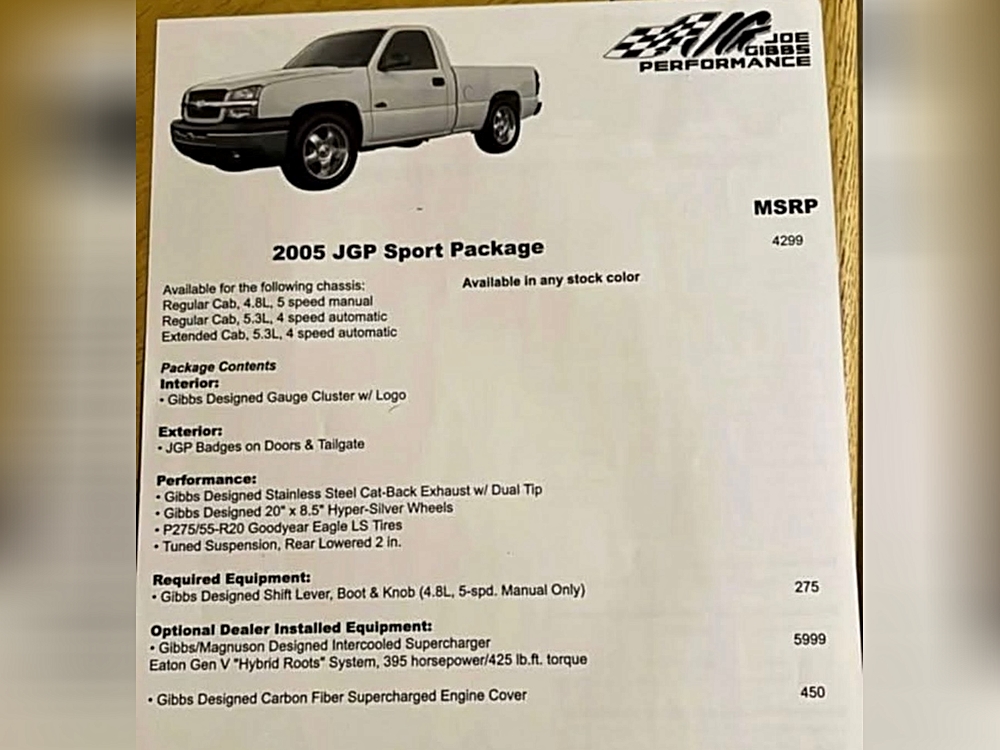 JOE
GIBBS
PERFORMANCE
MSRP
2005 JGP Sport Package 4299
Available for the following chassis: Available in any stock color
Regular Cab, 4.8L, 5 speed manual
Regular Cab, 5.3L, 4 speed automatic
Extended Cab, 5.3L, 4 speed automatic
Package Contents
Interior:
• Gibbs Designed Gauge Cluster w/ Logo
Exterior:
• JGP Badges on Doors & Tailgate
Performance:
• Gibbs Designed Stainless Steel Cat-Back Exhaust w/ Dual Tip
• Gibbs Designed 20" x 8.5" Hyper-Silver Wheels
• P275/55-R20 Goodyear Eagle LS Tires
• Tuned Suspension, Rear Lowered 2 in.
Required Equipment:
• Gibbs Designed Shift Lever, Boot & Knob (4.8L, 5-spd. Manual Only) 275
Optional Dealer Installed Equipment:
• Gibbs/Magnuson Designed Intercooled Supercharger 5999
Eaton Gen V "Hybrid Roots" System, 395 horsepower/425 lb.ft. torque
• Gibbs Designed Carbon Fiber Supercharged Engine Cover 450